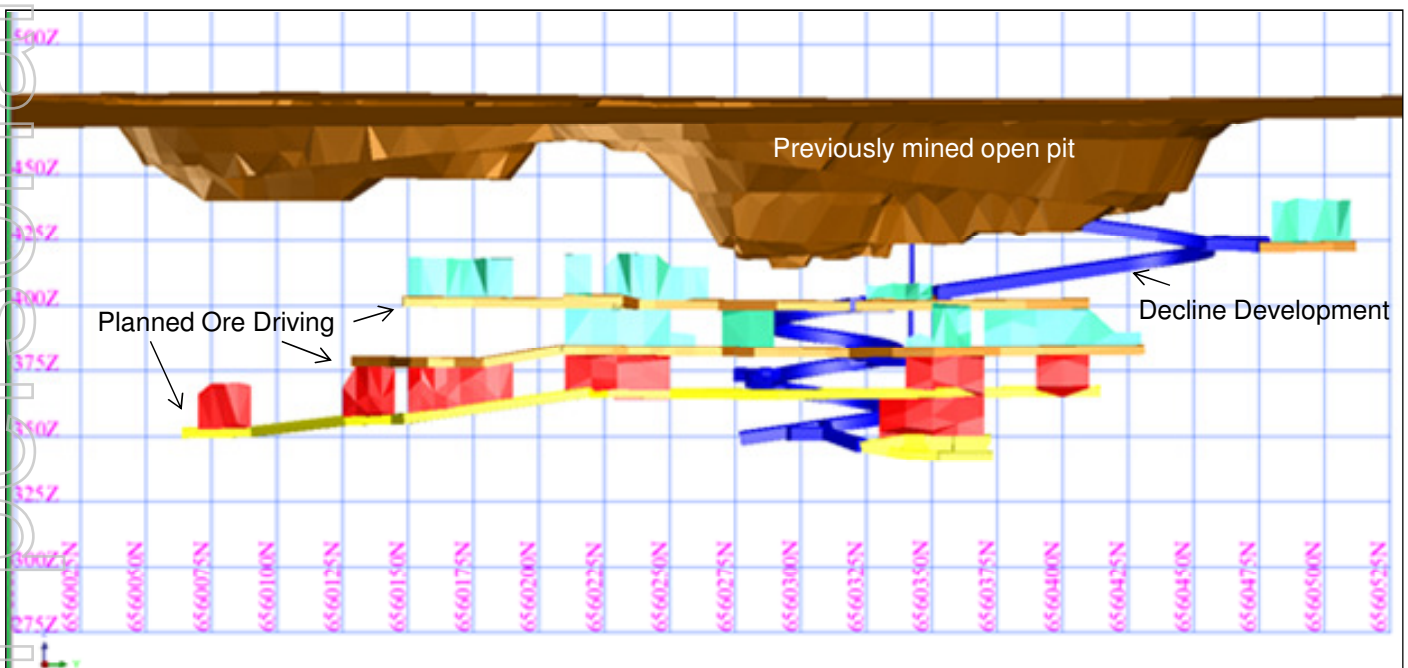 500Z
Previously mined open pit
450Z
425Z
400Z
Decline Development
Planned Ore Driving
375Z
350Z
325Z
300Z
275Z
6560025N
6560050N
6560075N
6560100N
6560125N
6560150N
6560175N
6560200N
6560225N
6560250N
6560275N
6560300N
6560325N
6560350N
6560375N
6560400N
6560425N
6560450N
6560475N
6560500N
6560525N
Y